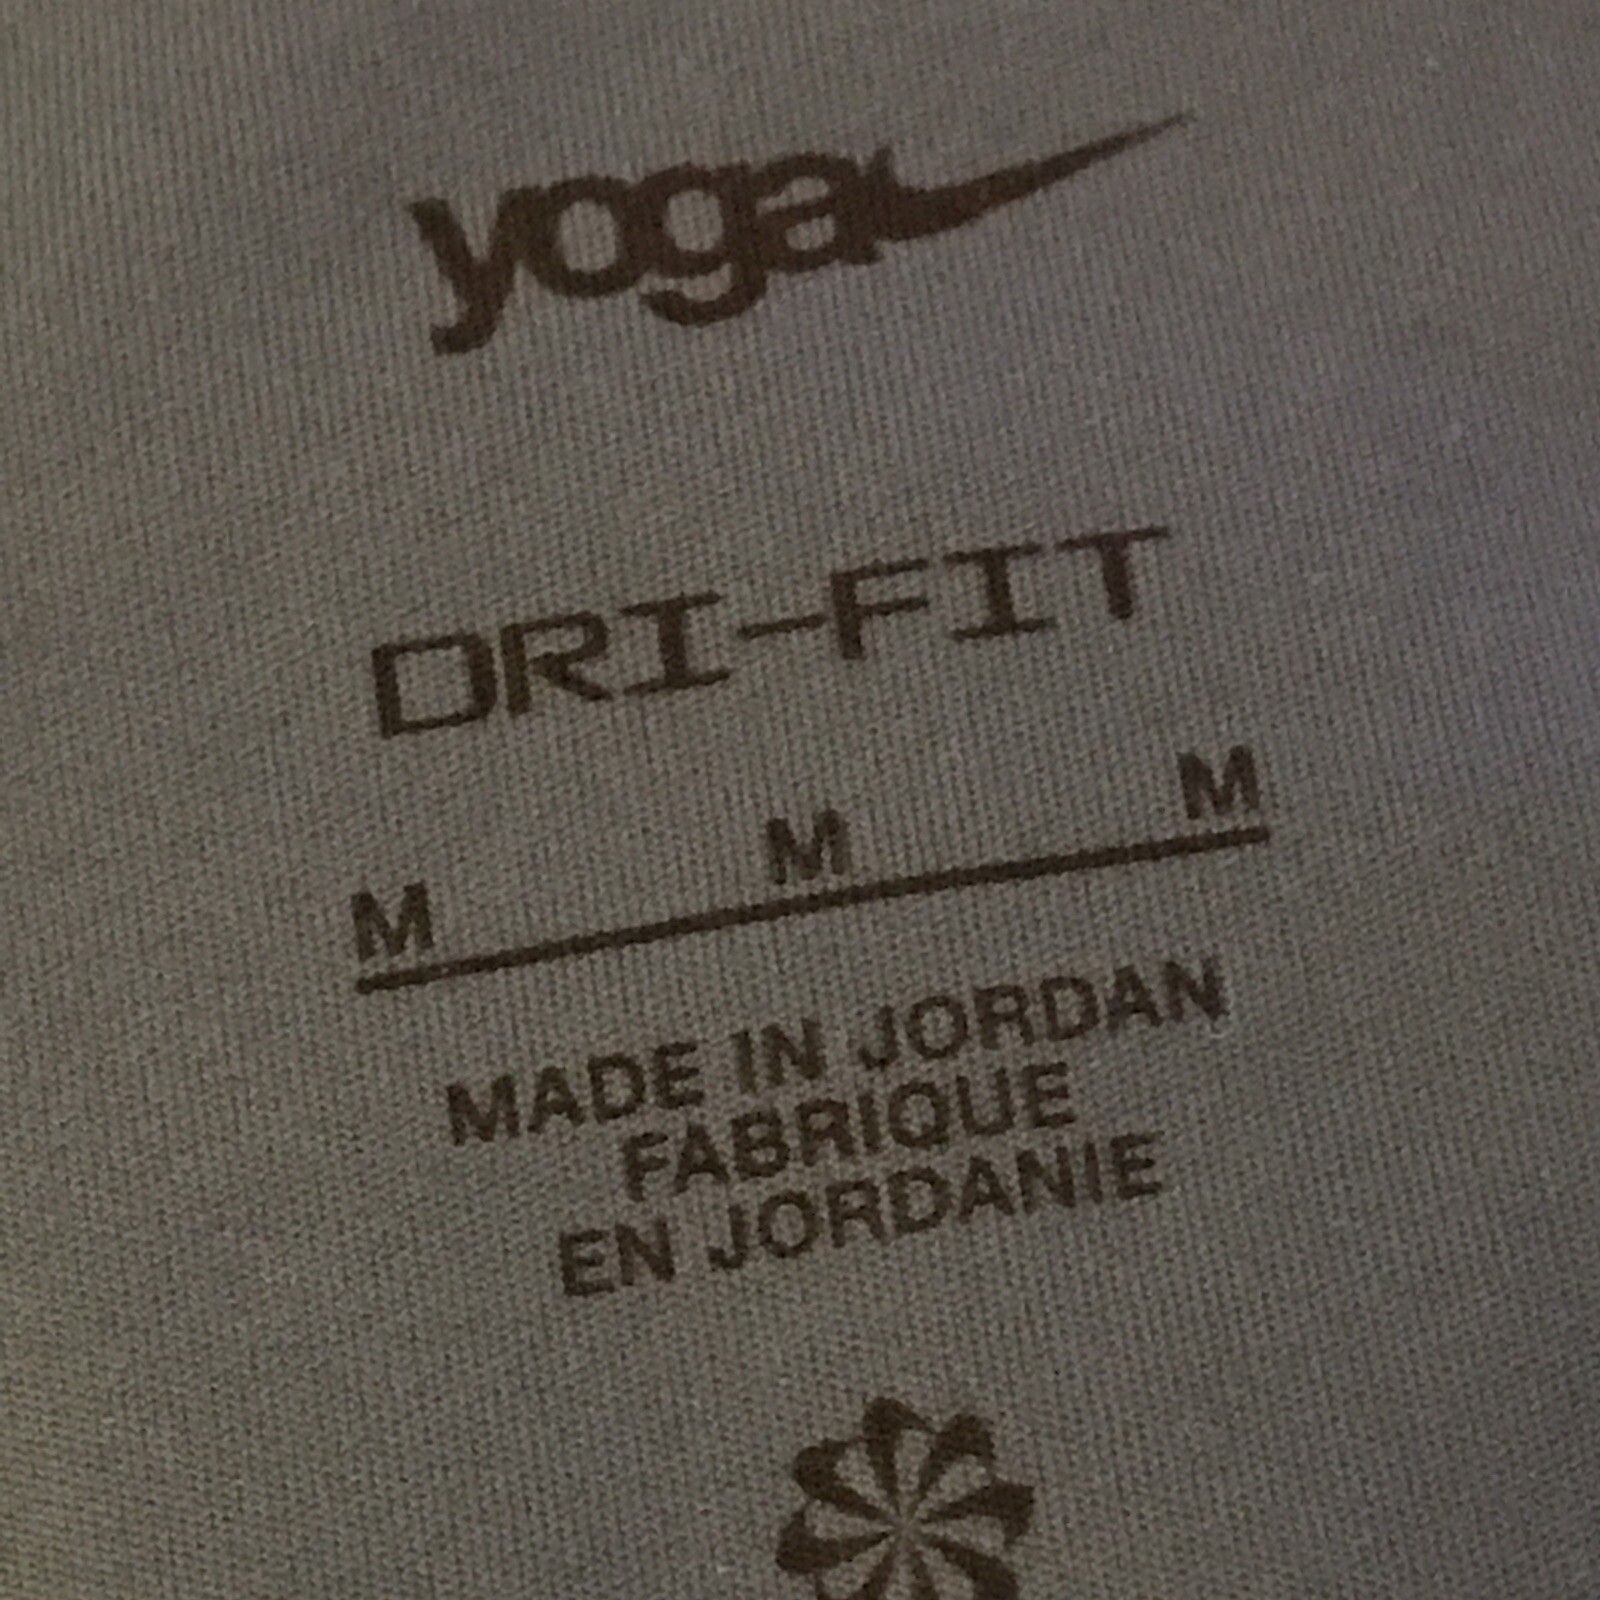 yoga
DRI-FIT
M M M
MADE IN JORDAN
FABRIQUE
EN JORDANIE